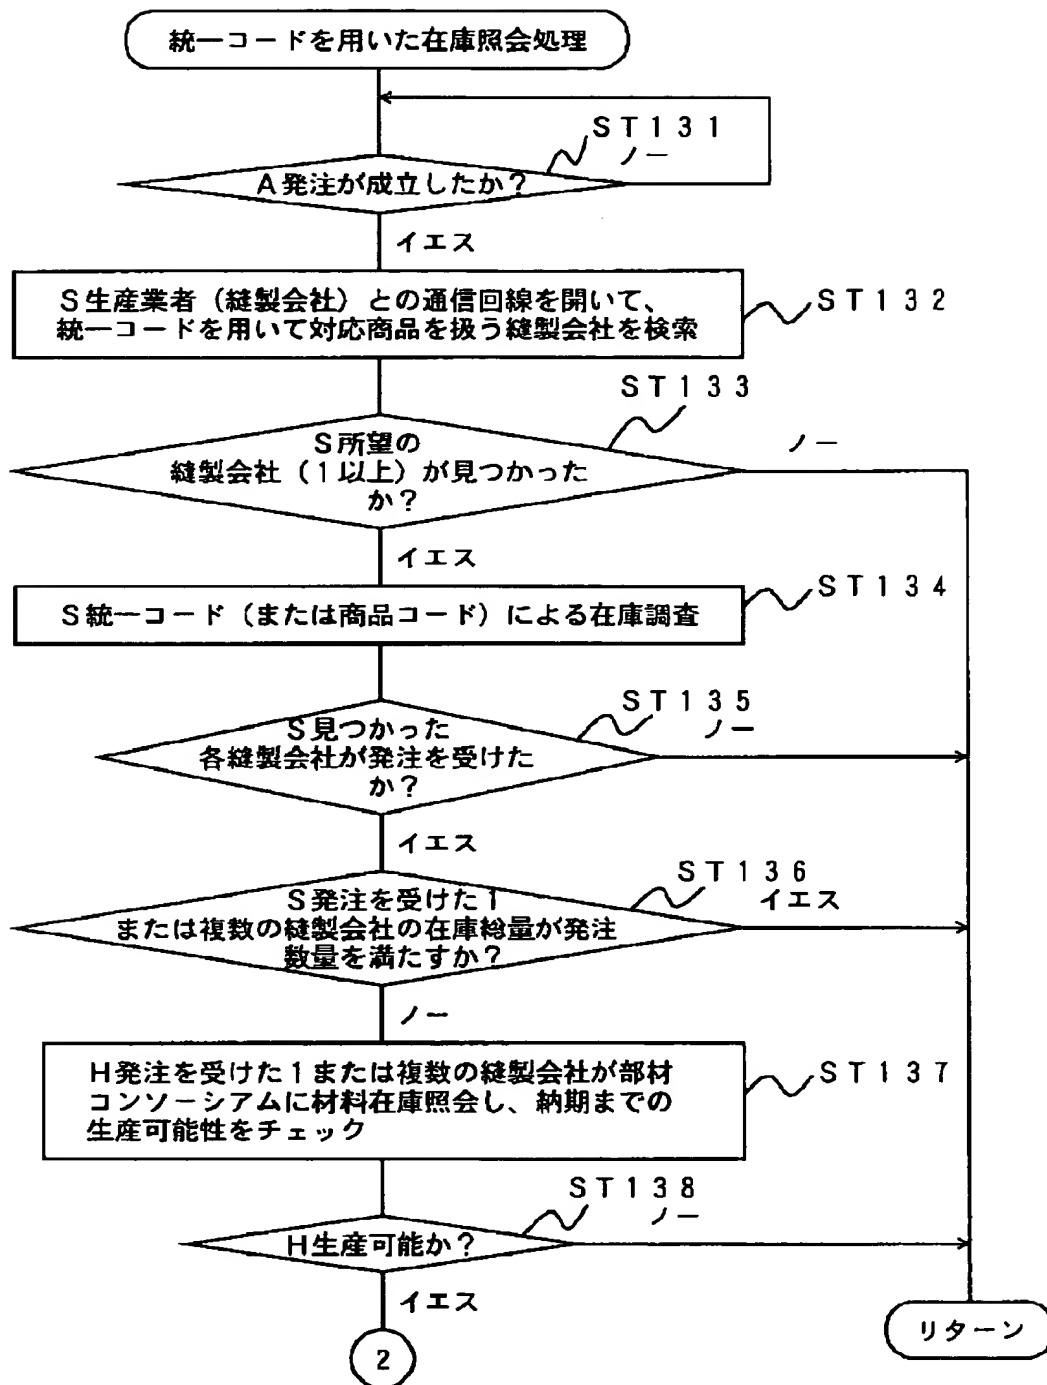 統一コードを用いた在庫照会処理
ST131
ノー
A発注が成立したか?
イエス
S生産業者(縫製会社)との通信回線を開いて、
統一コードを用いて対応商品を扱う縫製会社を検索
ST132
ST133
ノー
S所望の
縫製会社(1以上)が見つかった
か?
イエス
ST134
S統一コード(または商品コード)による在庫調査
ST135
ノー
S見つかった
各縫製会社が発注を受けた
か?
イエス
ST136
イエス
S発注を受けた1
または複数の縫製会社の在庫総量が発注
数量を満たすか?
ノー
H発注を受けた1または複数の縫製会社が部材
コンソーシアムに材料在庫照会し、納期までの
生産可能性をチェック
ST137
ST138
ノー
H生産可能か?
イエス
2
リターン